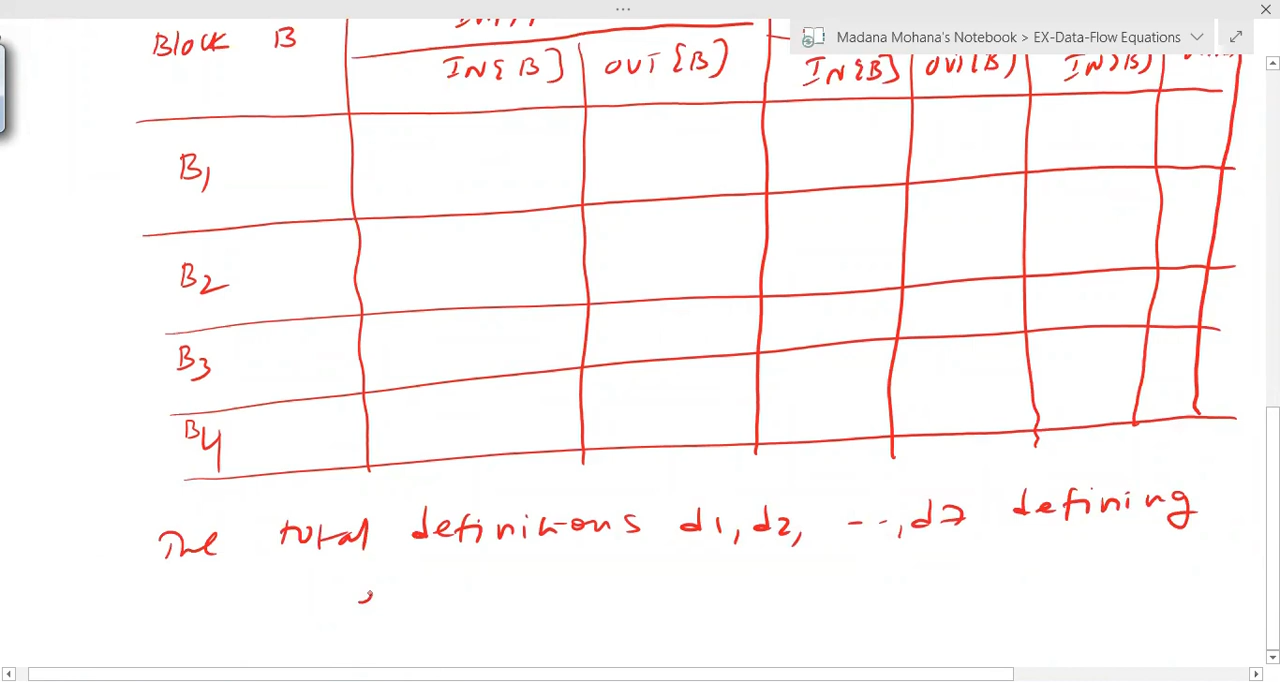 Madana Mohana's Notebook > EX-Data-Flow Equations
Block B
IN[B] OUT[B] IN[B] OUT[B] IN[B]
B1
B2
B3
B4
The total definitions d1, d2, --, d7 defining